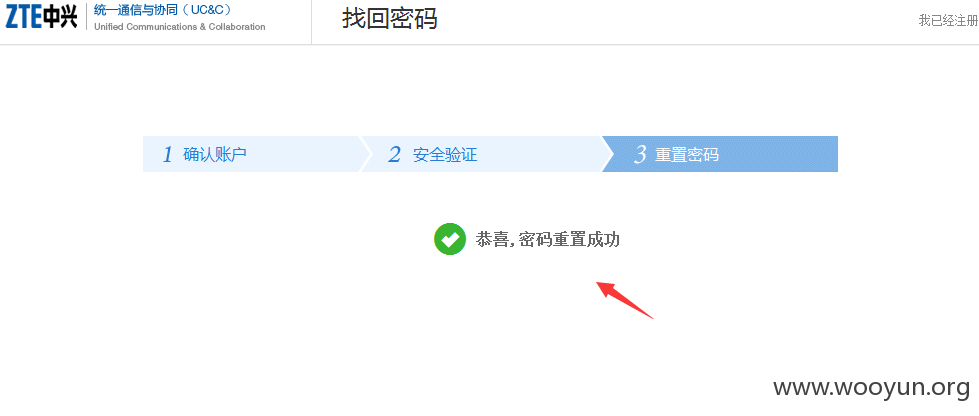 ZTE中兴
统一通信与协同（UC&C）
Unified Communications & Collaboration
找回密码
我已经注册
1 确认账户
2 安全验证
3 重置密码
恭喜, 密码重置成功
www.wooyun.org